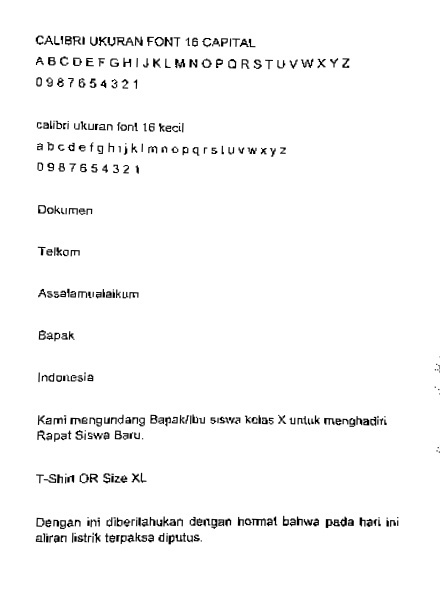 CALIBRI UKURAN FONT 16 CAPITAL
A B C D E F G H I J K L M N O P Q R S T U V W X Y Z
0 9 8 7 6 5 4 3 2 1
calibri ukuran font 16 kecil
a b c d e f g h i j k l m n o p q r s t u v w x y z
0 9 8 7 6 5 4 3 2 1
Dokumen
Telkom
Assalamualaikum
Bapak
Indonesia
Kami mengundang Bapak/Ibu siswa kelas X untuk menghadiri
Rapat Siswa Baru.
T-Shirt OR Size XL
Dengan ini diberitahukan dengan hormat bahwa pada hari ini
aliran listrik terpaksa diputus.